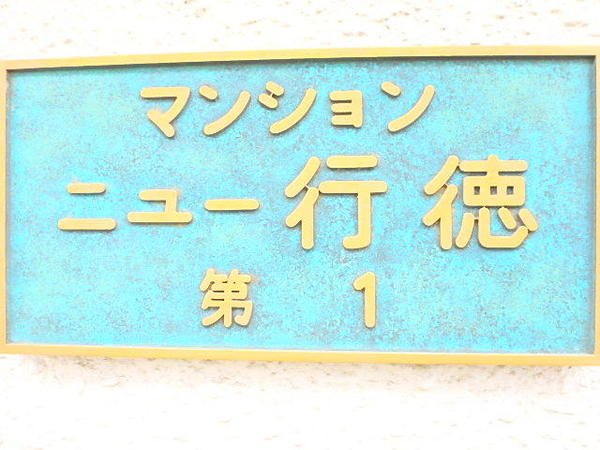 マンション
ニュー行徳
第 1